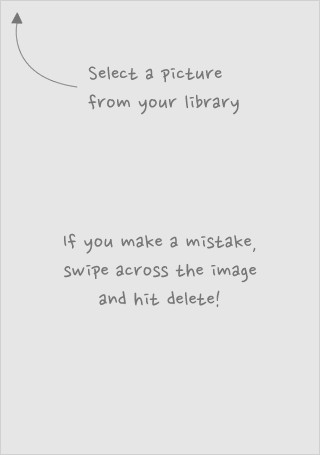 Select a picture
from your library
If you make a mistake,
swipe across the image
and hit delete!